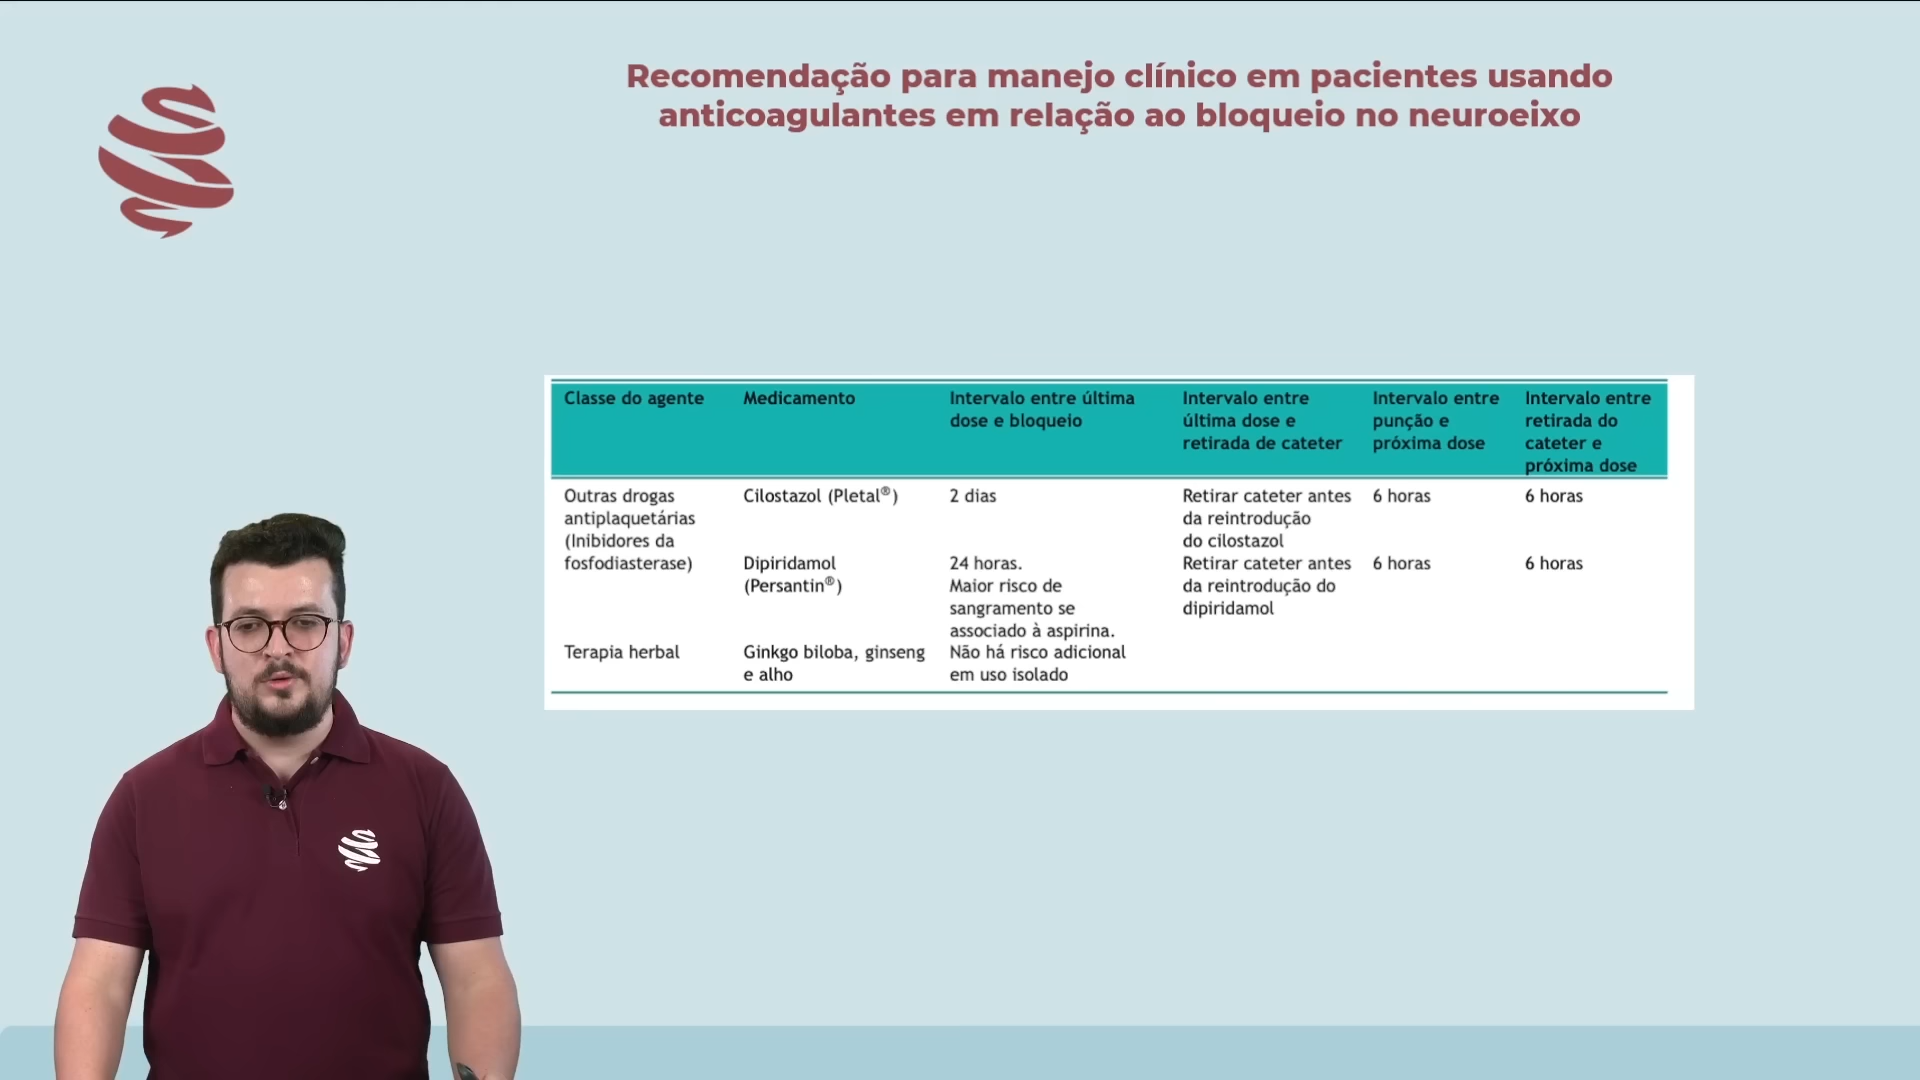 Recomendação para manejo clínico em pacientes usando
anticoagulantes em relação ao bloqueio no neuroeixo
Classe do agente
Medicamento
Intervalo entre última
dose e bloqueio
Intervalo entre
última dose e
retirada de cateter
Intervalo entre
punção e
próxima dose
Intervalo entre
retirada do
cateter e
próxima dose
Outras drogas
antiplaquetárias
(Inibidores da
fosfodiasterase)
Cilostazol (Pletal®)
2 dias
Retirar cateter antes
da reintrodução
do cilostazol
6 horas
6 horas
Dipiridamol
(Persantin®)
24 horas.
Maior risco de
sangramento se
associado à aspirina.
Retirar cateter antes
da reintrodução do
dipiridamol
6 horas
6 horas
Terapia herbal
Ginkgo biloba, ginseng
e alho
Não há risco adicional
em uso isolado